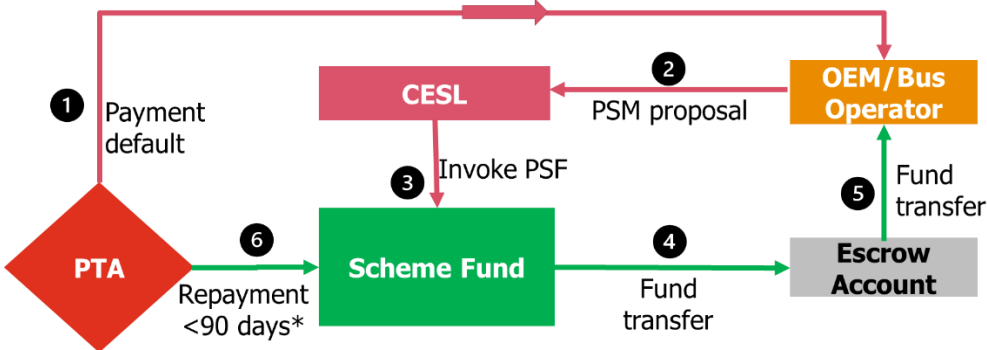 1
Payment
default
2
CESL
PSM proposal
OEM/Bus
Operator
3
Invoke PSF
5
Fund
transfer
PTA
6
Repayment
<90 days*
Scheme Fund
4
Fund
transfer
Escrow
Account